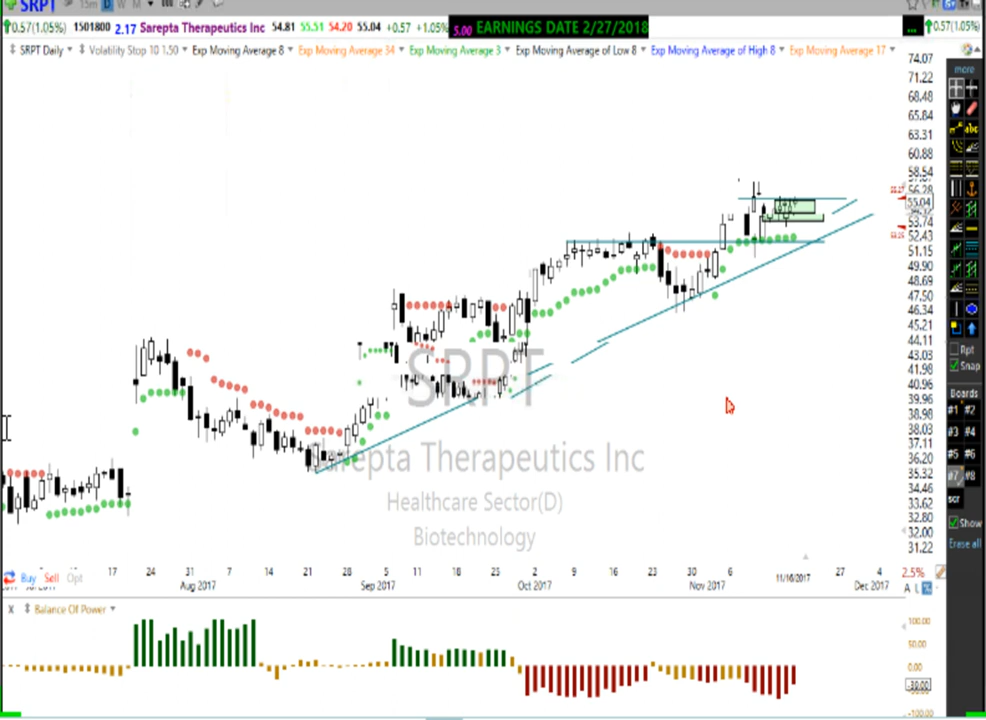 SRPT 15m D W M
0.57(1.05%) 1501800 2.17 Sarepta Therapeutics Inc 54.81 55.51 54.20 55.04 +0.57 +1.05% 5.00 EARNINGS DATE 2/27/2018 ... 0.57(1.05%)
SRPT Daily Volatility Stop 10 1.50 Exp Moving Average 8 Exp Moving Average 34 Exp Moving Average 3 Exp Moving Average of Low 8 Exp Moving Average of High 8 Exp Moving Average 17
74.07
71.22
68.48
65.84
63.31
60.88
58.54
56.28
55.04
53.74
52.43
51.15
49.90
48.69
47.50
46.34
45.21
44.11
43.03
41.98
40.96
39.96
38.98
38.03
37.11
36.20
35.32
34.46
33.62
32.80
32.00
31.22
more
abc
Rpt
Snap
Boards
#1 #2
#3 #4
#5 #6
#7 #8
scr
Show
Erase all
SRPT
Sarepta Therapeutics Inc
Healthcare Sector(D)
Biotechnology
Buy Sell Opt
17 24 31 7 14 21 28 5 11 18 25 2 9 16 23 30 6 11/16/2017 27 4 2.5%
Aug 2017 Sep 2017 Oct 2017 Nov 2017 Dec 2017 A L %
X Balance Of Power
100.00
50.00
0.00
-100.00